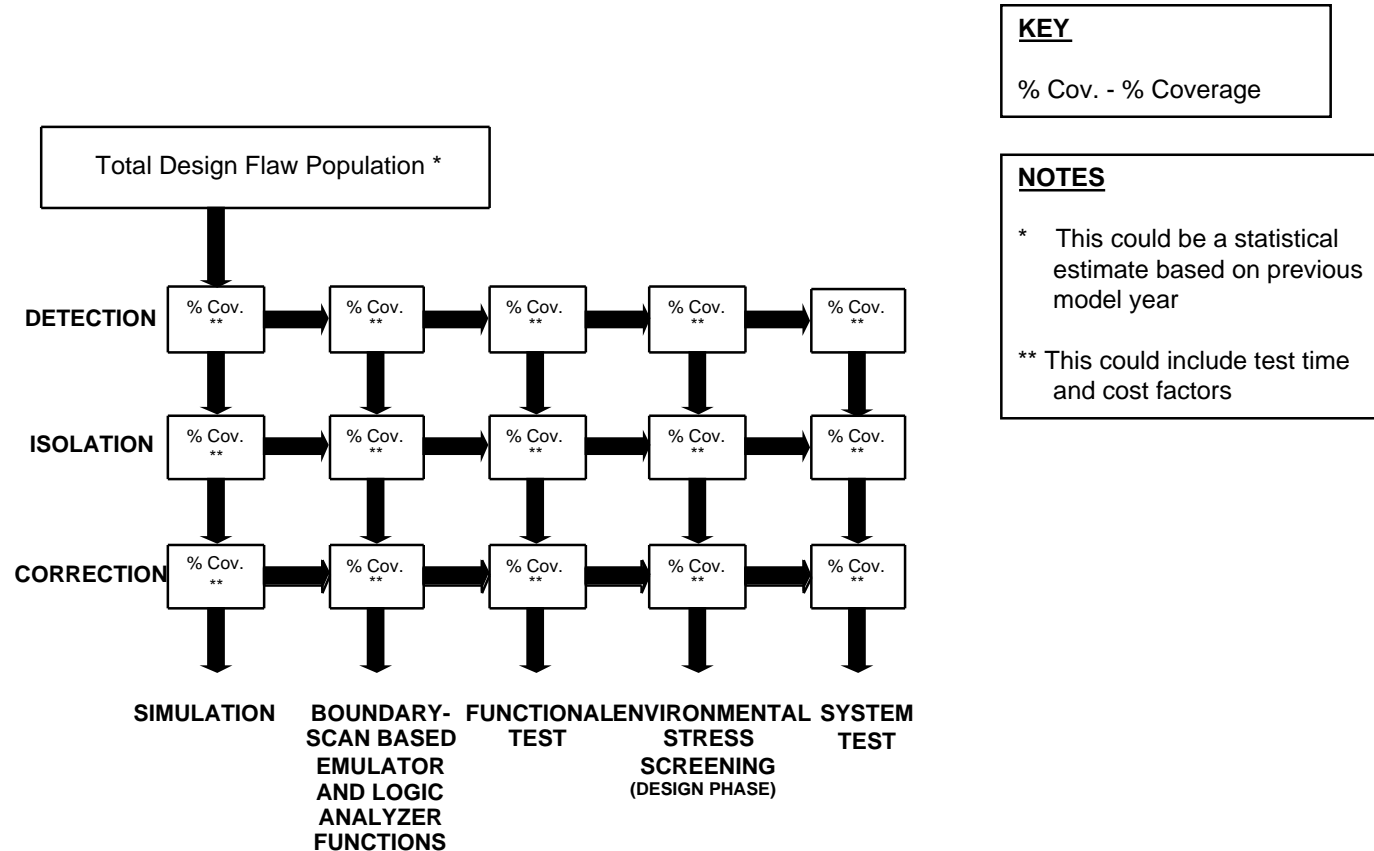 KEY
% Cov. - % Coverage
Total Design Flaw Population *
NOTES
* This could be a statistical
estimate based on previous
model year
** This could include test time
and cost factors
DETECTION
% Cov.
**
% Cov.
**
% Cov.
**
% Cov.
**
% Cov.
**
ISOLATION
% Cov.
**
% Cov.
**
% Cov.
**
% Cov.
**
% Cov.
**
CORRECTION
% Cov.
**
% Cov.
**
% Cov.
**
% Cov.
**
% Cov.
**
SIMULATION
BOUNDARY-
SCAN BASED
EMULATOR
AND LOGIC
ANALYZER
FUNCTIONS
FUNCTIONAL
TEST
ENVIRONMENTAL
STRESS
SCREENING
(DESIGN PHASE)
SYSTEM
TEST